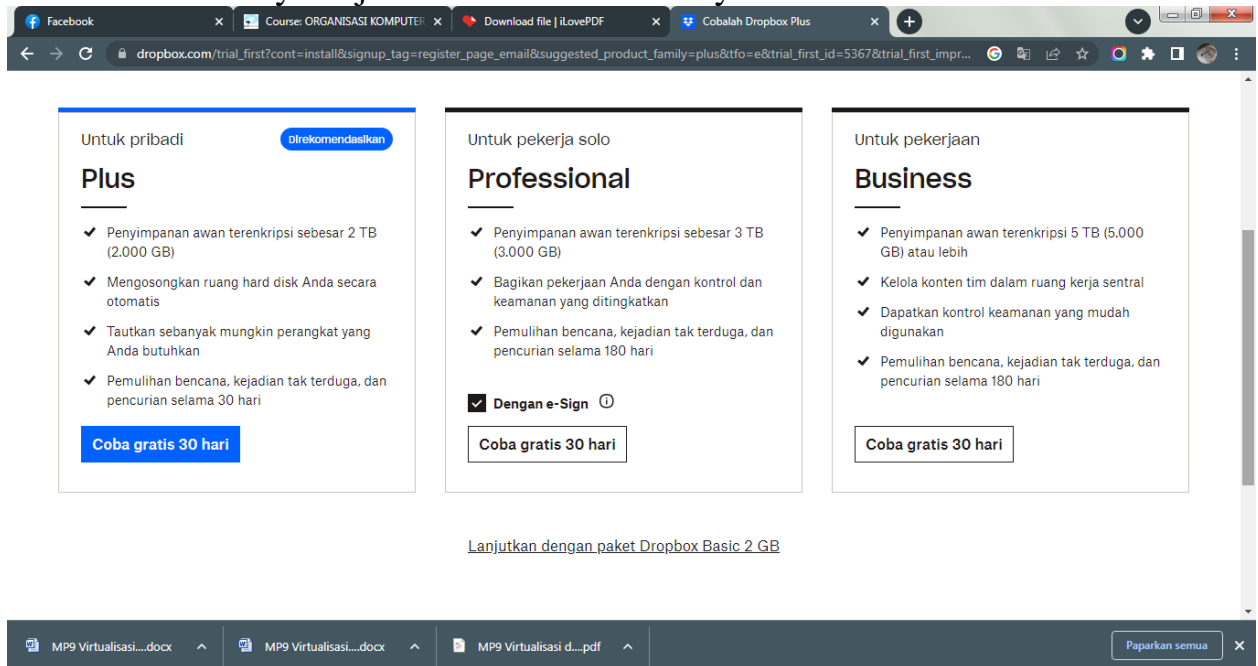 Facebook
Course: ORGANISASI KOMPUTER
Download file | iLovePDF
Cobalah Dropbox Plus
dropbox.com/trial_first?cont=install&signup_tag=register_page_email&suggested_product_family=plus&tfo=e&trial_first_id=5367&trial_first_impr...
Untuk pribadi
Direkomendasikan
Plus
Penyimpanan awan terenkripsi sebesar 2 TB
(2.000 GB)
Mengosongkan ruang hard disk Anda secara
otomatis
Tautkan sebanyak mungkin perangkat yang
Anda butuhkan
Pemulihan bencana, kejadian tak terduga, dan
pencurian selama 30 hari
Coba gratis 30 hari
Untuk pekerja solo
Professional
Penyimpanan awan terenkripsi sebesar 3 TB
(3.000 GB)
Bagikan pekerjaan Anda dengan kontrol dan
keamanan yang ditingkatkan
Pemulihan bencana, kejadian tak terduga, dan
pencurian selama 180 hari
Dengan e-Sign
Coba gratis 30 hari
Untuk pekerjaan
Business
Penyimpanan awan terenkripsi 5 TB (5.000
GB) atau lebih
Kelola konten tim dalam ruang kerja sentral
Dapatkan kontrol keamanan yang mudah
digunakan
Pemulihan bencana, kejadian tak terduga, dan
pencurian selama 180 hari
Coba gratis 30 hari
Lanjutkan dengan paket Dropbox Basic 2 GB
MP9 Virtualisasi....docx
MP9 Virtualisasi....docx
MP9 Virtualisasi d....pdf
Paparkan semua